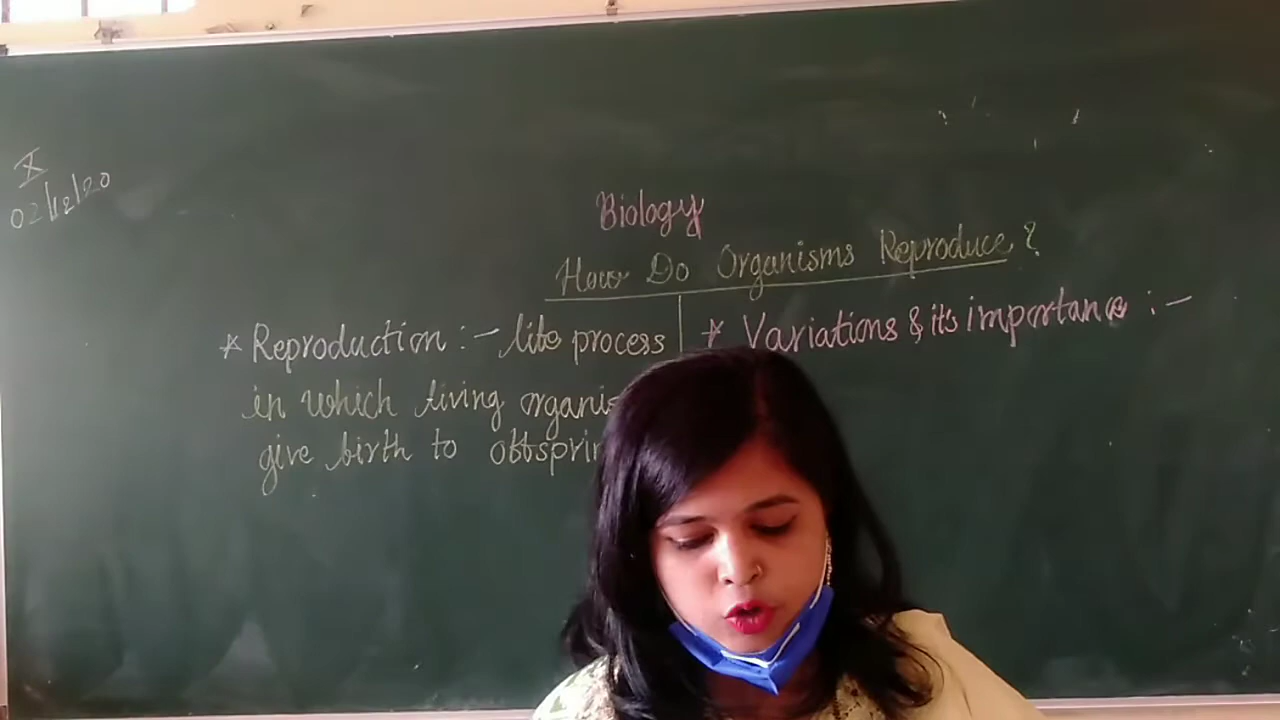 X
02/12/20
Biology
How Do Organisms Reproduce?
* Reproduction :- life process
in which living organis
give birth to offsprin
* Variations & it's importance :-